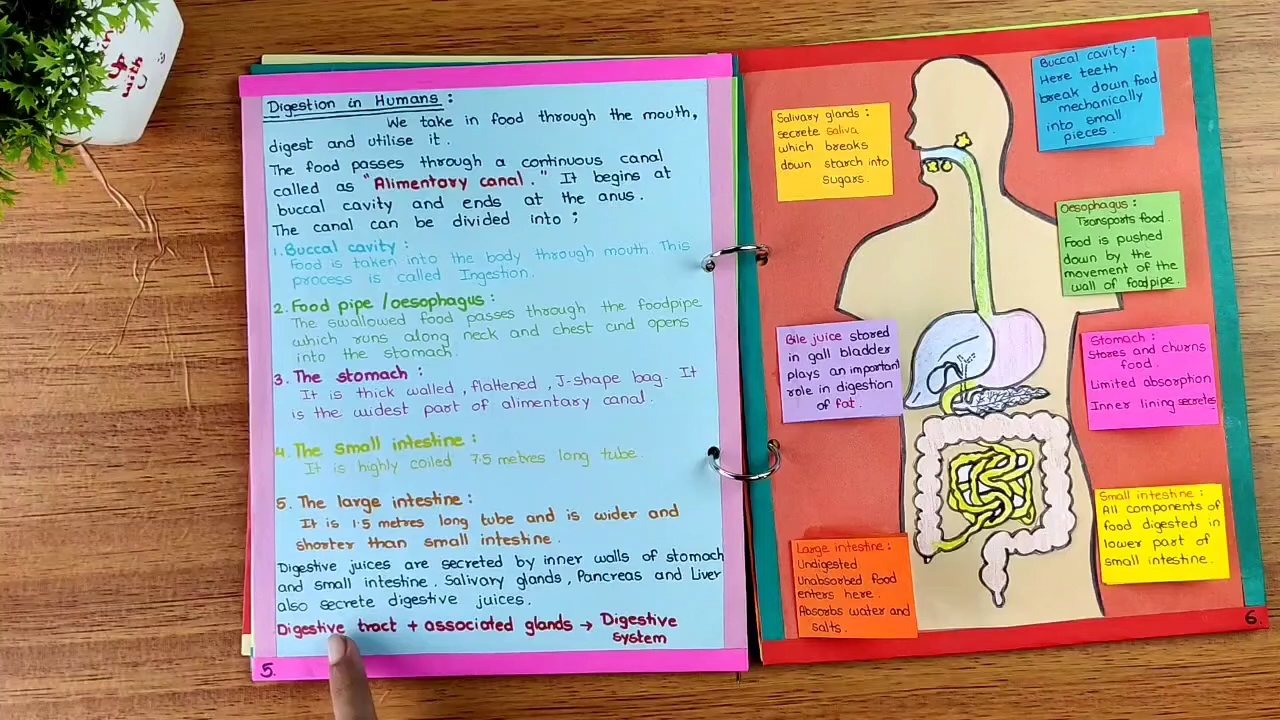 Digestion in Humans :
We take in food through the mouth,
digest and utilise it.
The food passes through a continuous canal
called as "Alimentary canal." It begins at
buccal cavity and ends at the anus.
The canal can be divided into ;
1. Buccal cavity :
food is taken into the body through mouth. This
process is called Ingestion.
2. Food pipe /oesophagus :
The swallowed food passes through the foodpipe
which runs along neck and chest and opens
into the stomach.
3. The stomach :
It is thick walled, flattened, J-shape bag. It
is the widest part of alimentary canal.
4. The small intestine :
It is highly coiled 7.5 metres long tube.
5. The large intestine :
It is 1.5 metres long tube and is wider and
shorter than small intestine.
Digestive juices are secreted by inner walls of stomach
and small intestine. Salivary glands, Pancreas and Liver
also secrete digestive juices.
Digestive tract + associated glands → Digestive
system
5.
Salivary glands:
secrete saliva
which breaks
down starch into
sugars.
Buccal cavity :
Here teeth
break down food
mechanically
into small
pieces.
Oesophagus :
Transports food.
Food is pushed
down by the
movement of the
wall of foodpipe.
Bile juice stored
in gall bladder
plays an important
role in digestion
of fat.
Stomach :
Stores and churns
food.
Limited absorption
Inner lining secretes
Small intestine :
All components of
food digested in
lower part of
small intestine.
Large intestine :
Undigested
Unabsorbed food
enters here.
Absorbs water and
salts.
6.
with